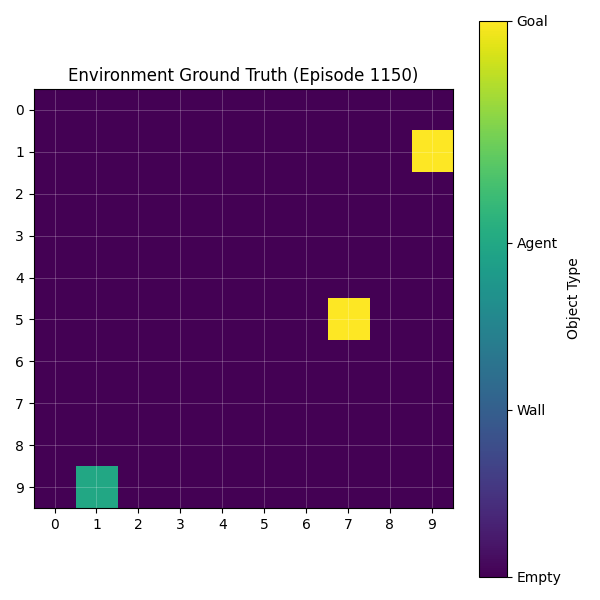 Environment Ground Truth (Episode 1150)
0
1
2
3
4
5
6
7
8
9
0 1 2 3 4 5 6 7 8 9
Goal
Agent
Wall
Empty
Object Type